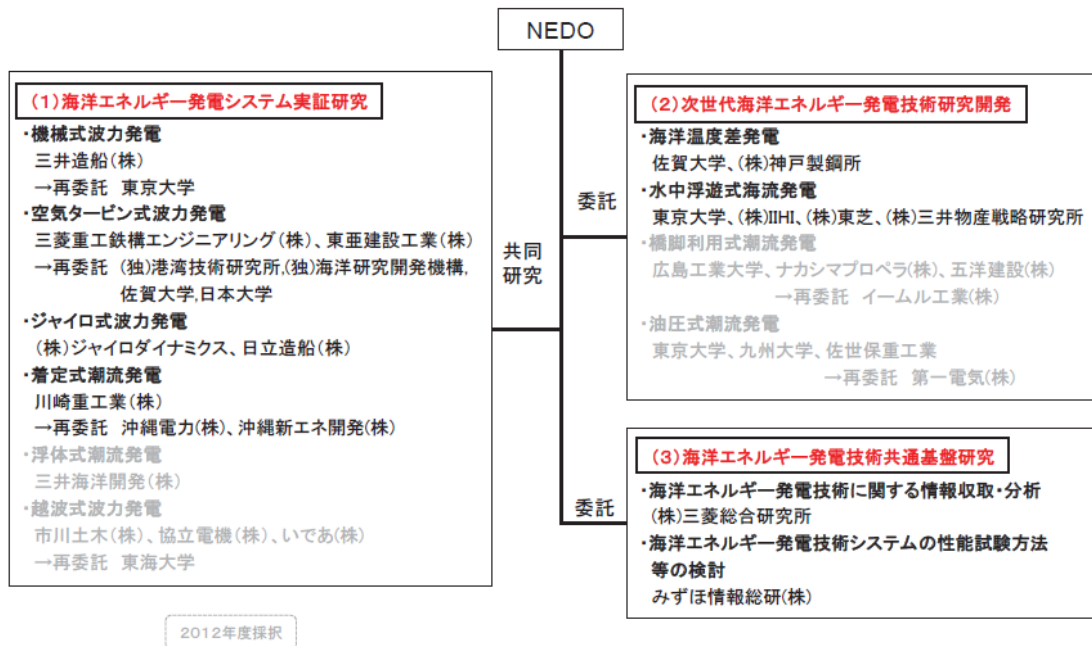 NEDO
(1)海洋エネルギー発電システム実証研究
・機械式波力発電
三井造船(株)
→再委託 東京大学
・空気タービン式波力発電
三菱重工鉄構エンジニアリング(株)、東亜建設工業(株)
→再委託 (独)港湾技術研究所,(独)海洋研究開発機構,
佐賀大学,日本大学
・ジャイロ式波力発電
(株)ジャイロダイナミクス、日立造船(株)
・着定式潮流発電
川崎重工業(株)
→再委託 沖縄電力(株)、沖縄新エネ開発(株)
・浮体式潮流発電
三井海洋開発(株)
・越波式波力発電
市川土木(株)、協立電機(株)、いであ(株)
→再委託 東海大学
2012年度採択
共同
研究
委託
(2)次世代海洋エネルギー発電技術研究開発
・海洋温度差発電
佐賀大学、(株)神戸製鋼所
・水中浮遊式海流発電
東京大学、(株)IIHI、(株)東芝、(株)三井物産戦略研究所
・橋脚利用式潮流発電
広島工業大学、ナカシマプロペラ(株)、五洋建設(株)
→再委託 イームル工業(株)
・油圧式潮流発電
東京大学、九州大学、佐世保重工業
→再委託 第一電気(株)
委託
(3)海洋エネルギー発電技術共通基盤研究
・海洋エネルギー発電技術に関する情報収取・分析
(株)三菱総合研究所
・海洋エネルギー発電技術システムの性能試験方法
等の検討
みずほ情報総研(株)